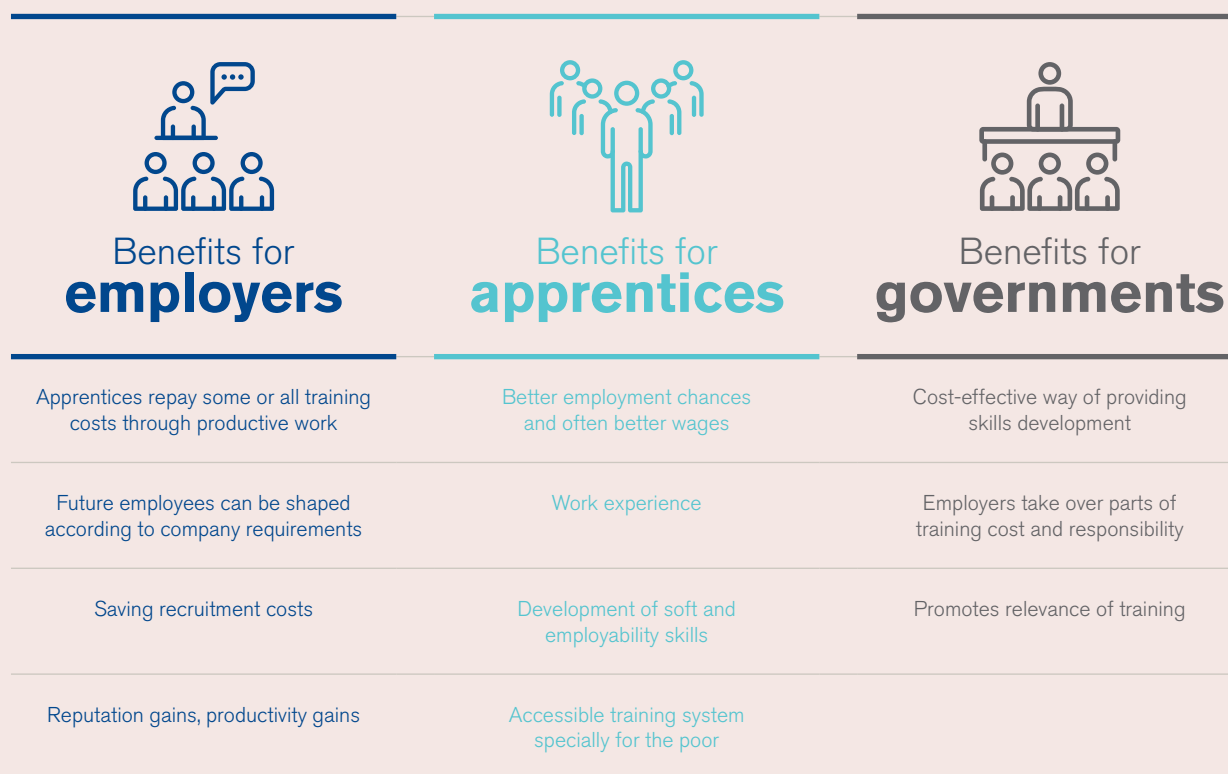 Benefits for
employers
Benefits for
apprentices
Benefits for
governments
Apprentices repay some or all training
costs through productive work
Better employment chances
and often better wages
Cost-effective way of providing
skills development
Future employees can be shaped
according to company requirements
Work experience
Employers take over parts of
training cost and responsibility
Saving recruitment costs
Development of soft and
employability skills
Promotes relevance of training
Reputation gains, productivity gains
Accessible training system
specially for the poor